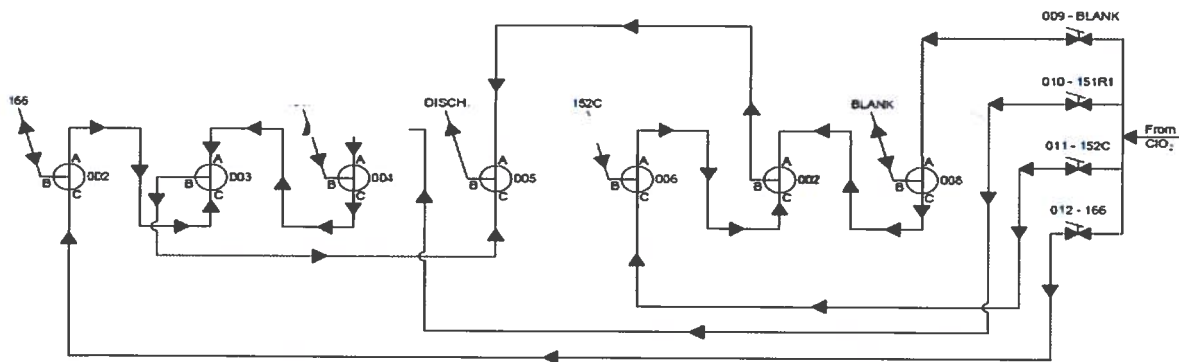 009 - BLANK
010 - 151R1
011 - 152C
012 - 166
From
ClO₂
166
DISCH.
152C
BLANK
A
B
C
002
A
B
C
003
A
B
C
004
A
B
C
005
A
B
C
006
A
B
C
002
A
B
C
008